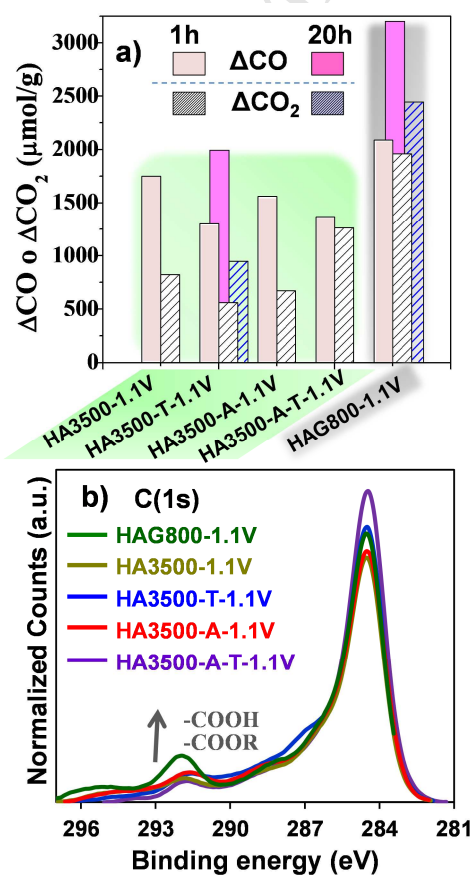 a)
1h 20h
ΔCO
ΔCO₂
ΔCO o ΔCO₂ (μmol/g)
3000
2500
2000
1500
1000
500
0
HA3500-1.1V
HA3500-T-1.1V
HA3500-A-1.1V
HA3500-A-T-1.1V
HAG800-1.1V
b) C(1s)
HAG800-1.1V
HA3500-1.1V
HA3500-T-1.1V
HA3500-A-1.1V
HA3500-A-T-1.1V
-COOH
-COOR
Normalized Counts (a.u.)
296 293 290 287 284 281
Binding energy (eV)